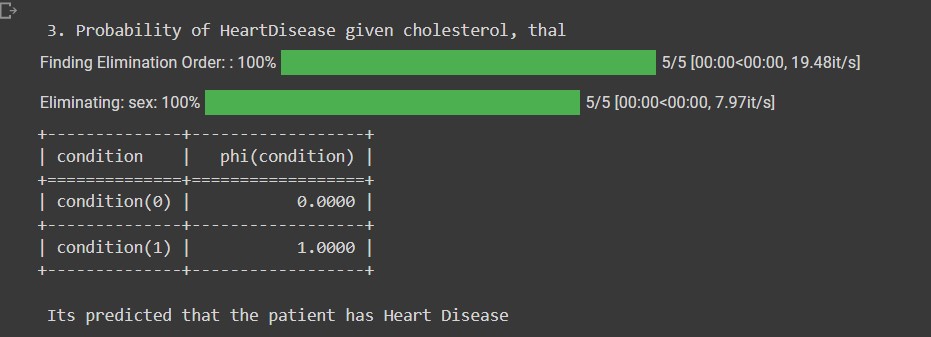 3. Probability of HeartDisease given cholesterol, thal
Finding Elimination Order: : 100% 5/5 [00:00<00:00, 19.48it/s]
Eliminating: sex: 100% 5/5 [00:00<00:00, 7.97it/s]
+--------------+------------------+
| condition    |   phi(condition) |
+==============+==================+
| condition(0) |           0.0000 |
+--------------+------------------+
| condition(1) |           1.0000 |
+--------------+------------------+
Its predicted that the patient has Heart Disease